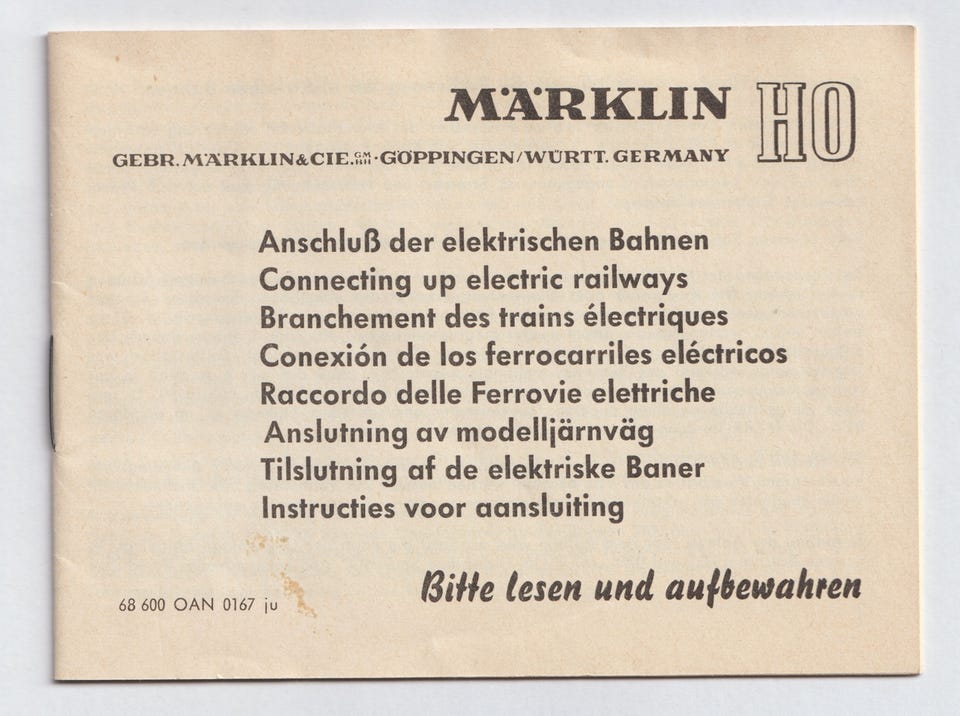 MÄRKLIN HO
GEBR. MÄRKLIN & CIE. GMBH · GÖPPINGEN/WÜRTT. GERMANY
Anschluß der elektrischen Bahnen
Connecting up electric railways
Branchement des trains électriques
Conexión de los ferrocarriles eléctricos
Raccordo delle Ferrovie elettriche
Anslutning av modelljärnväg
Tilslutning af de elektriske Baner
Instructies voor aansluiting
Bitte lesen und aufbewahren
68 600 OAN 0167 ju